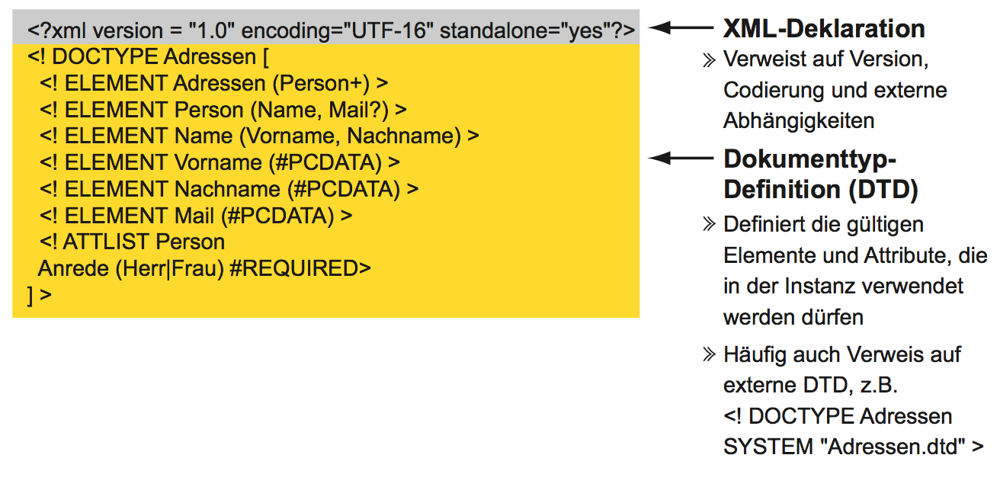 <?xml version = "1.0" encoding="UTF-16" standalone="yes"?>
<! DOCTYPE Adressen [
<! ELEMENT Adressen (Person+) >
<! ELEMENT Person (Name, Mail?) >
<! ELEMENT Name (Vorname, Nachname) >
<! ELEMENT Vorname (#PCDATA) >
<! ELEMENT Nachname (#PCDATA) >
<! ELEMENT Mail (#PCDATA) >
<! ATTLIST Person
Anrede (Herr|Frau) #REQUIRED>
] >
XML-Deklaration
» Verweist auf Version,
Codierung und externe
Abhängigkeiten
Dokumenttyp-
Definition (DTD)
» Definiert die gültigen
Elemente und Attribute, die
in der Instanz verwendet
werden dürfen
» Häufig auch Verweis auf
externe DTD, z.B.
<! DOCTYPE Adressen
SYSTEM "Adressen.dtd" >